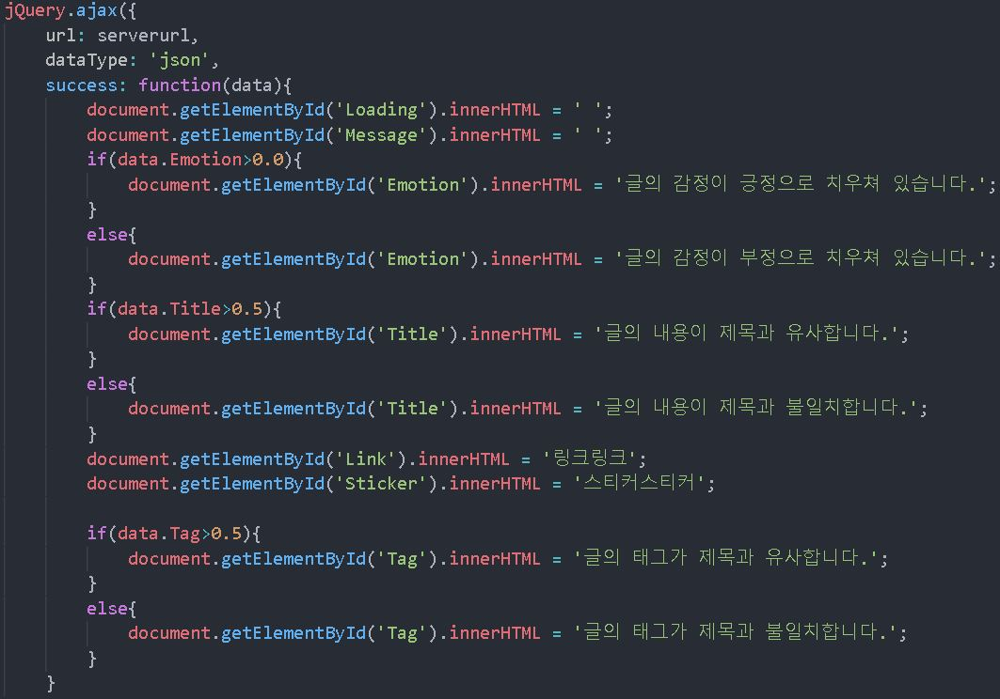 jQuery.ajax({
    url: serverurl,
    dataType: 'json',
    success: function(data){
        document.getElementById('Loading').innerHTML = ' ';
        document.getElementById('Message').innerHTML = ' ';
        if(data.Emotion>0.0){
            document.getElementById('Emotion').innerHTML = '글의 감정이 긍정으로 치우쳐 있습니다.';
        }
        else{
            document.getElementById('Emotion').innerHTML = '글의 감정이 부정으로 치우쳐 있습니다.';
        }
        if(data.Title>0.5){
            document.getElementById('Title').innerHTML = '글의 내용이 제목과 유사합니다.';
        }
        else{
            document.getElementById('Title').innerHTML = '글의 내용이 제목과 불일치합니다.';
        }
        document.getElementById('Link').innerHTML = '링크링크';
        document.getElementById('Sticker').innerHTML = '스티커스티커';

        if(data.Tag>0.5){
            document.getElementById('Tag').innerHTML = '글의 태그가 제목과 유사합니다.';
        }
        else{
            document.getElementById('Tag').innerHTML = '글의 태그가 제목과 불일치합니다.';
        }
    }